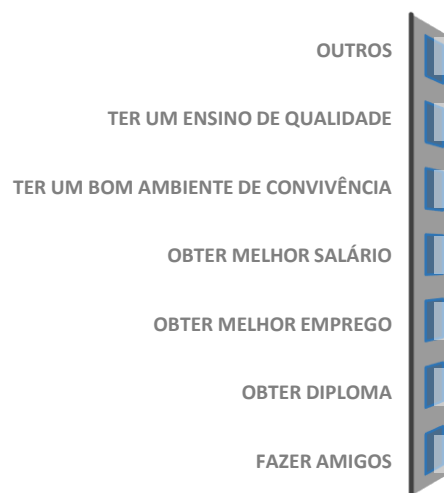 OUTROS
TER UM ENSINO DE QUALIDADE
TER UM BOM AMBIENTE DE CONVIVÊNCIA
OBTER MELHOR SALÁRIO
OBTER MELHOR EMPREGO
OBTER DIPLOMA
FAZER AMIGOS